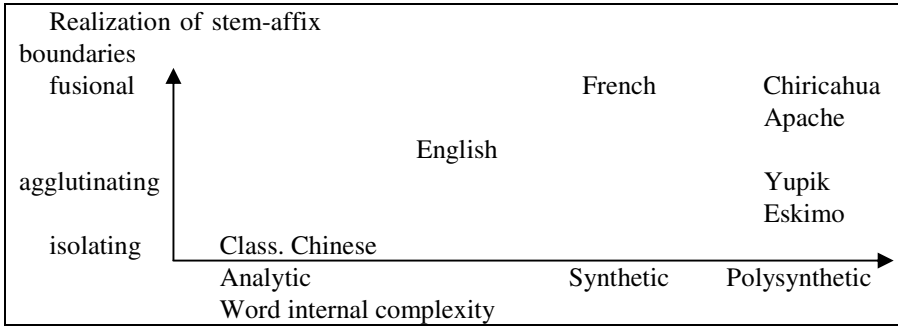 Realization of stem-affix
boundaries
fusional French Chiricahua
Apache
English
agglutinating Yupik
Eskimo
isolating Class. Chinese
Analytic Synthetic Polysynthetic
Word internal complexity